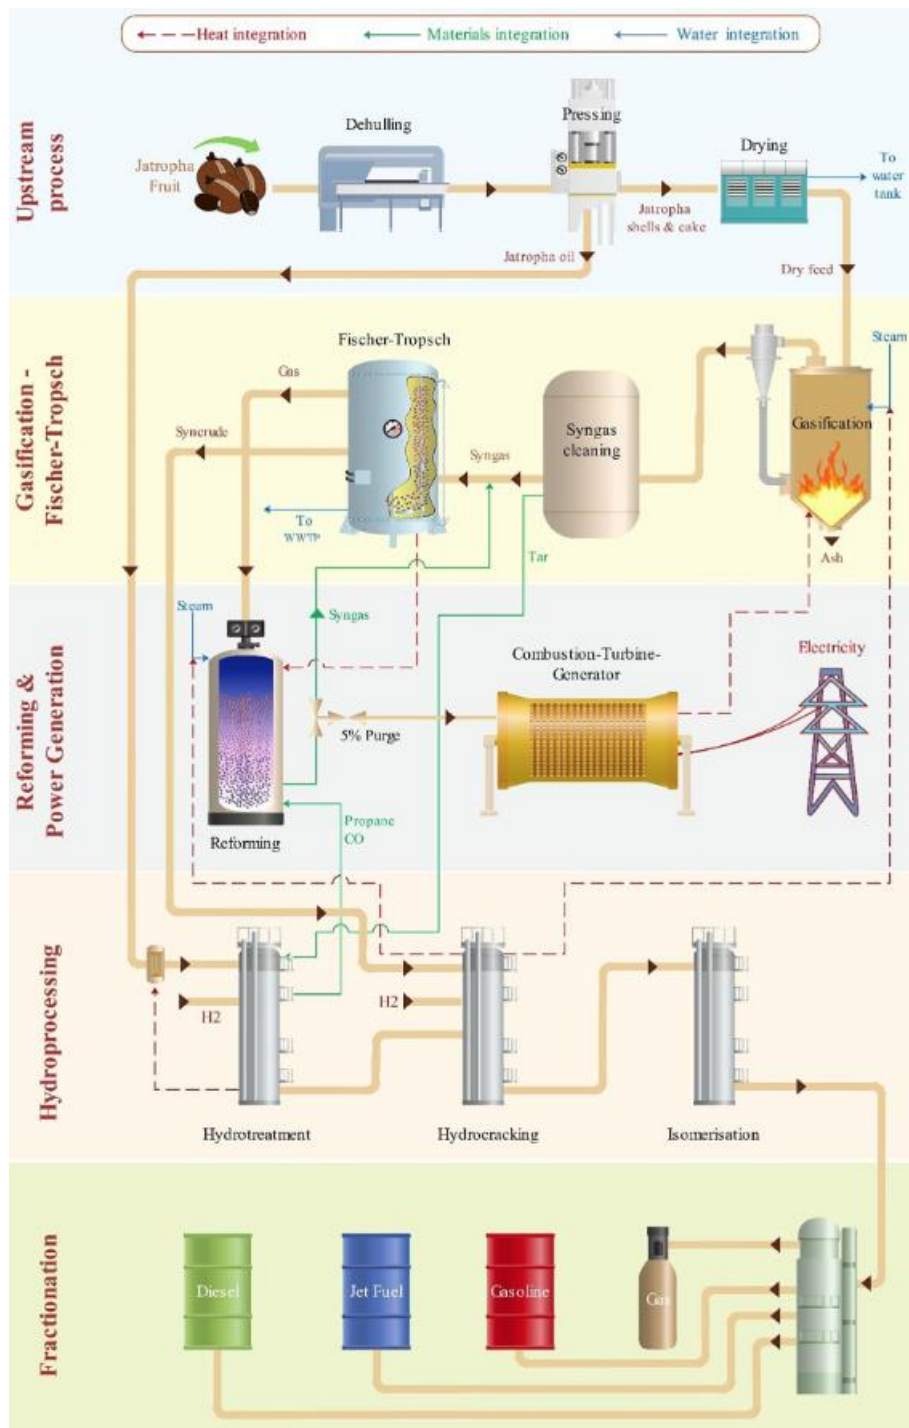 Heat integration
Materials integration
Water integration
Upstream
process
Jatropha
Fruit
Dehulling
Pressing
Drying
To
water
tank
Jatropha
shells & cake
Jatropha oil
Dry feed
Gasification -
Fischer-Tropsch
Fischer-Tropsch
Gas
Syncrude
Syngas
Syngas
cleaning
Gasification
Steam
To
WWTP
Tar
Ash
Reforming &
Power Generation
Steam
Syngas
Combustion-Turbine-
Generator
Electricity
5% Purge
Reforming
Propane
CO
Hydroprocessing
H2
H2
Hydrotreatment
Hydrocracking
Isomerisation
Fractionation
Diesel
Jet Fuel
Gasoline
Gas